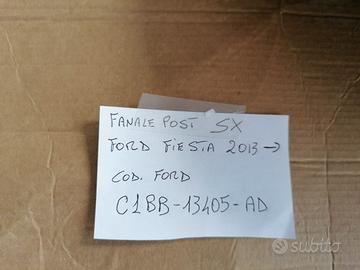 FANALE POST SX
FORD FIESTA 2013 →
COD. FORD
C1BB-13405-AD
subito